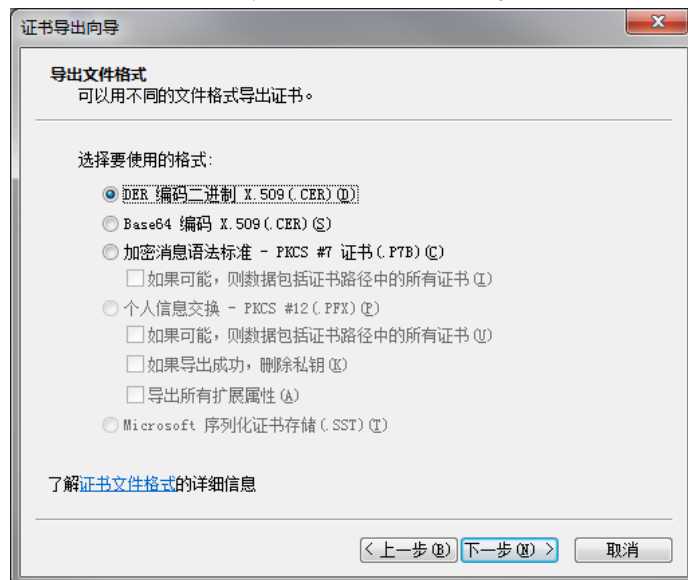 证书导出向导
X
导出文件格式
可以用不同的文件格式导出证书。
选择要使用的格式:
DER 编码二进制 X.509(.CER)(D)
Base64 编码 X.509(.CER)(S)
加密消息语法标准 - PKCS #7 证书(.P7B)(C)
如果可能，则数据包括证书路径中的所有证书(I)
个人信息交换 - PKCS #12(.PFX)(P)
如果可能，则数据包括证书路径中的所有证书(U)
如果导出成功，删除私钥(K)
导出所有扩展属性(A)
Microsoft 序列化证书存储(.SST)(T)
了解证书文件格式的详细信息
< 上一步(B) 下一步(N) > 取消